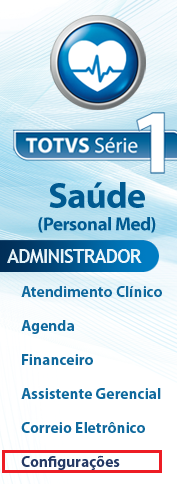 TOTVS Série 1
Saúde
(Personal Med)
ADMINISTRADOR
Atendimento Clínico
Agenda
Financeiro
Assistente Gerencial
Correio Eletrônico
Configurações